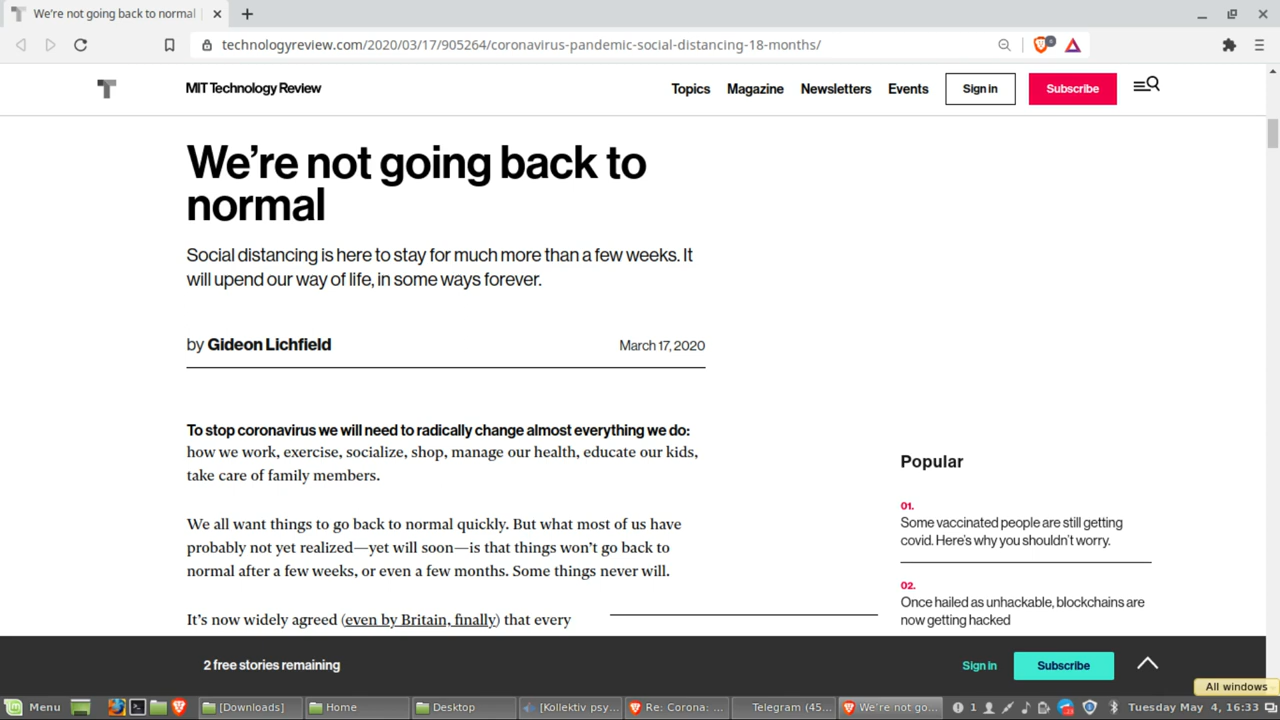 We're not going back to normal
technologyreview.com/2020/03/17/905264/coronavirus-pandemic-social-distancing-18-months/
4
MIT Technology Review
Topics
Magazine
Newsletters
Events
Sign in
Subscribe
We're not going back to
normal
Social distancing is here to stay for much more than a few weeks. It
will upend our way of life, in some ways forever.
by Gideon Lichfield
March 17, 2020
To stop coronavirus we will need to radically change almost everything we do:
how we work, exercise, socialize, shop, manage our health, educate our kids,
take care of family members.
We all want things to go back to normal quickly. But what most of us have
probably not yet realized—yet will soon—is that things won't go back to
normal after a few weeks, or even a few months. Some things never will.
It's now widely agreed (even by Britain, finally) that every
Popular
01.
Some vaccinated people are still getting
covid. Here's why you shouldn't worry.
02.
Once hailed as unhackable, blockchains are
now getting hacked
2 free stories remaining
Sign in
Subscribe
All windows
Menu
[Downloads]
Home
Desktop
[Kollektiv psy...
Re: Corona: ...
Telegram (45...
We're not go...
1
Tuesday May 4, 16:33